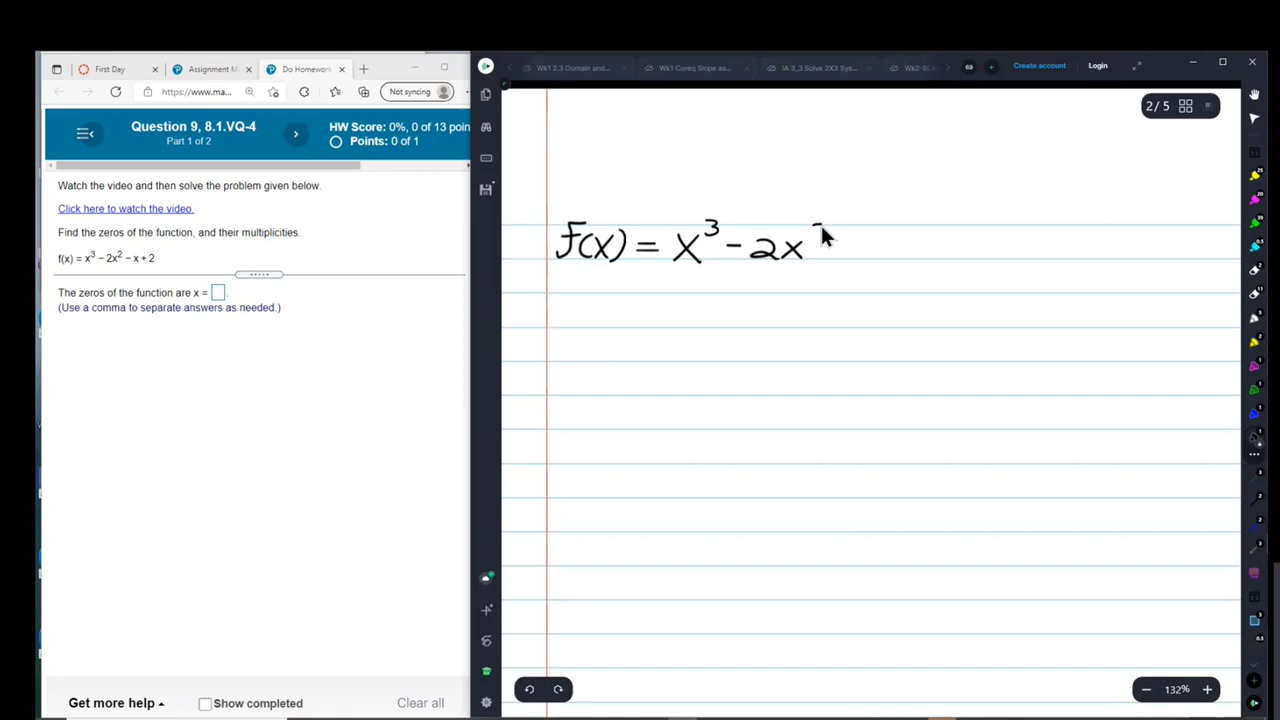 First Day
Assignment M
Do Homework
https://www.ma...
Not syncing
Question 9, 8.1.VQ-4
Part 1 of 2
HW Score: 0%, 0 of 13 poin
Points: 0 of 1
Watch the video and then solve the problem given below.
Click here to watch the video.
Find the zeros of the function, and their multiplicities.
f(x) = x³ − 2x² − x + 2
The zeros of the function are x =
(Use a comma to separate answers as needed.)
Get more help
Show completed
Clear all
Wk1 2.3 Domain and...
Wk1 Coreq Slope as...
IA 3_3 Solve 2X3 Sys...
Create account
Login
2/5
f(x) = x³ - 2x
132%